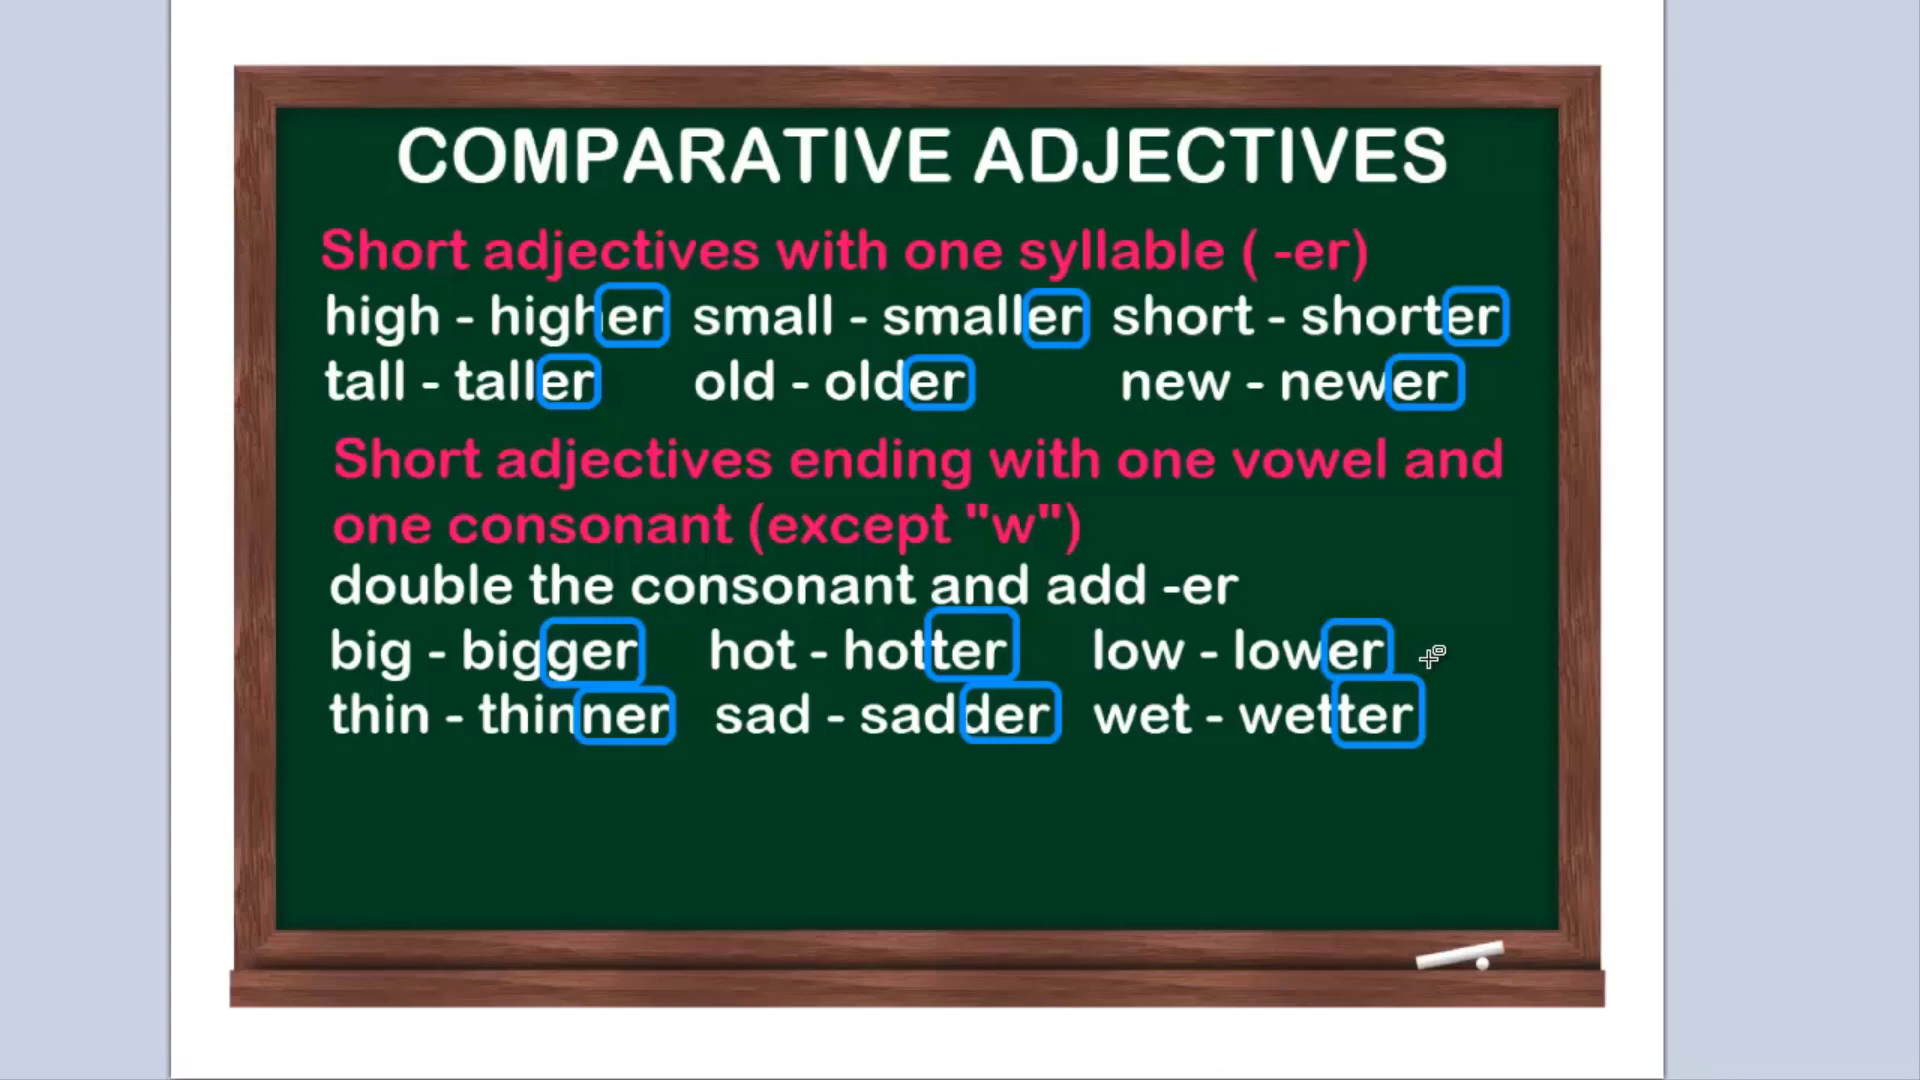 COMPARATIVE ADJECTIVES
Short adjectives with one syllable ( -er)
high - higher small - smaller short - shorter
tall - taller old - older new - newer
Short adjectives ending with one vowel and
one consonant (except "w")
double the consonant and add -er
big - bigger hot - hotter low - lower
thin - thinner sad - sadder wet - wetter